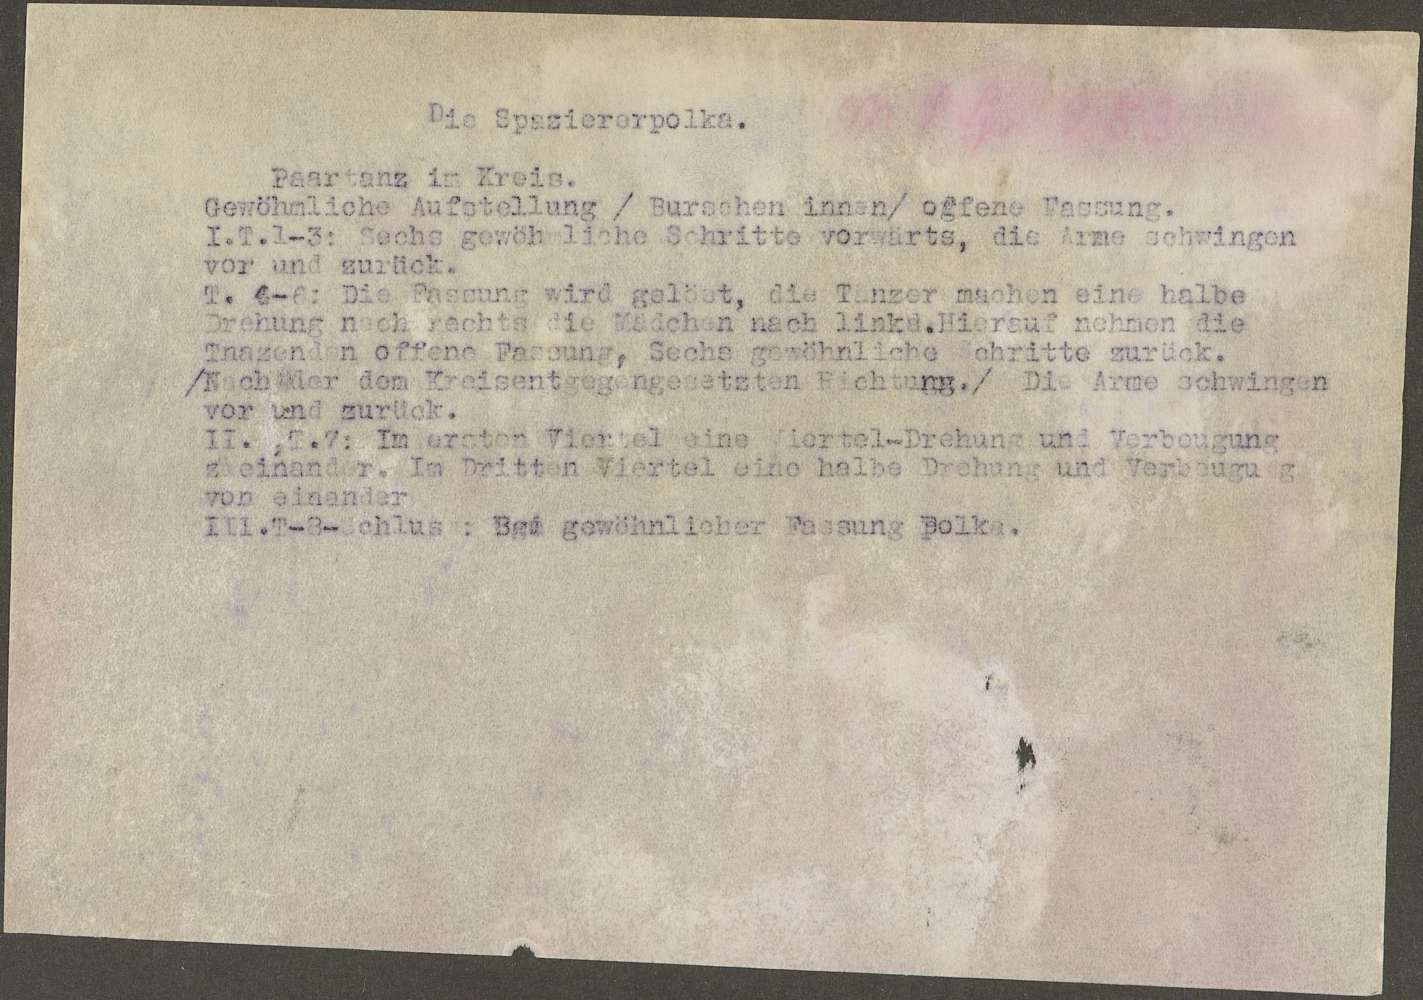 Die Spaziererpolka.
Paartanz im Kreis.
Gewöhnliche Aufstellung / Burschen innen/ offene Fassung.
I.T.1-3: Sechs gewöhnliche Schritte vorwärts, die Arme schwingen
vor und zurück.
T. 4-6: Die Fassung wird gelöst, die Tänzer machen eine halbe
Drehung nach rechts die Mädchen nach linkd.Hierauf nehmen die
Tnazenden offene Fassung, Sechs gewöhnliche Schritte zurück.
/Nach der dem Kreisentgegengesetzten Richtung./ Die Arme schwingen
vor und zurück.
II. ,T.7: Im ersten Viertel eine Viertel-Drehung und Verbeugung
zueinander. Im Dritten Viertel eine halbe Drehung und Verbeugung
von einander
III.T-8-Schluss : Bei gewöhnlicher Fassung Polka.